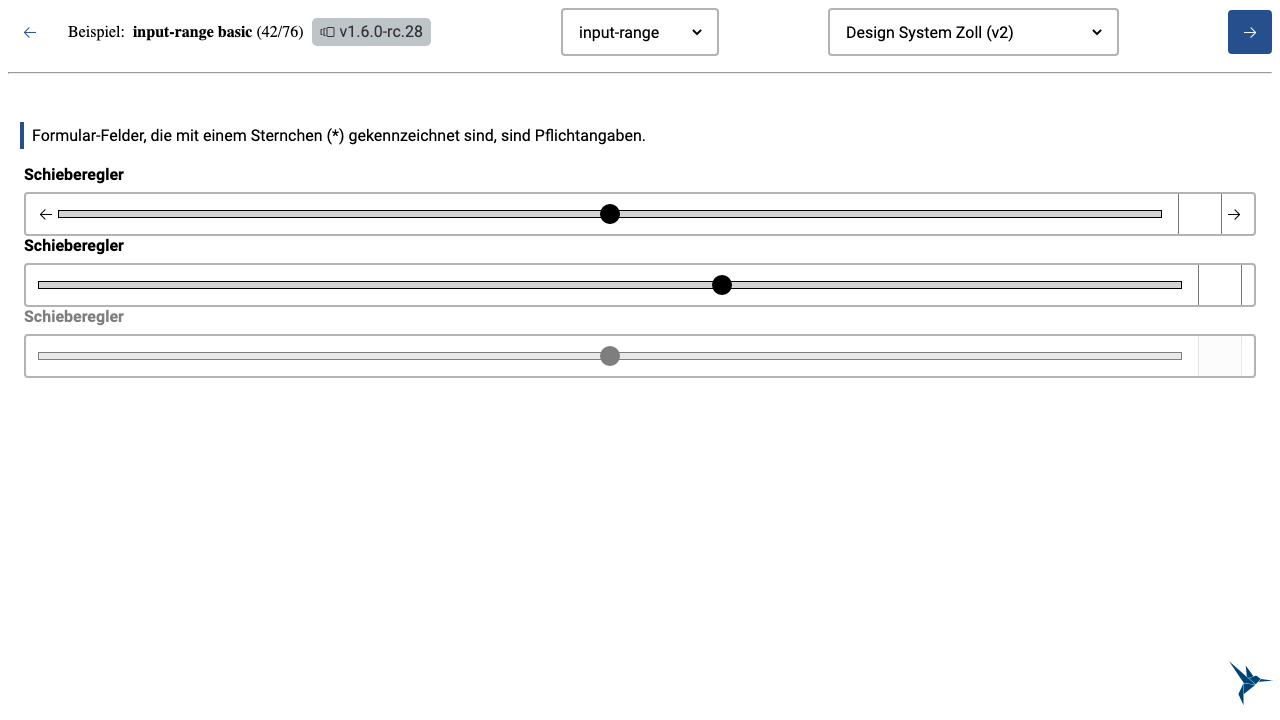 Beispiel: input-range basic (42/76) v1.6.0-rc.28 input-range Design System Zoll (v2)
Formular-Felder, die mit einem Sternchen (*) gekennzeichnet sind, sind Pflichtangaben.
Schieberegler
Schieberegler
Schieberegler